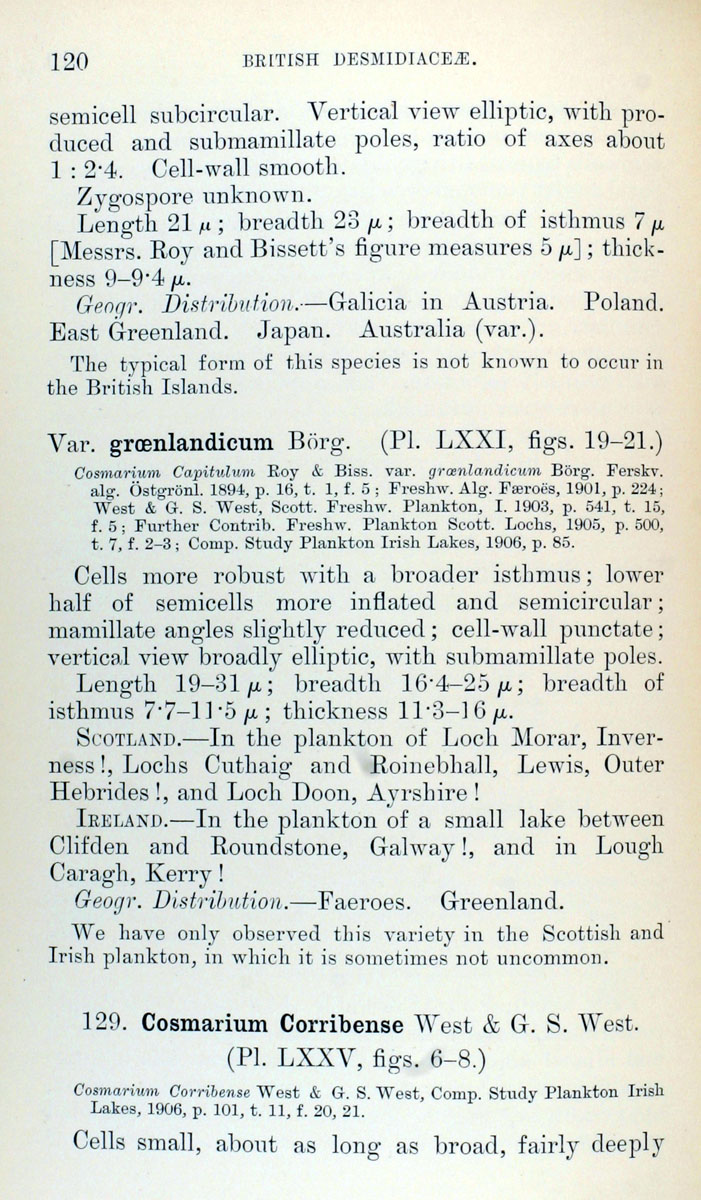 120 BRITISH DESMIDIACEÆ.
semicell subcircular. Vertical view elliptic, with pro-
duced and submamillate poles, ratio of axes about
1 : 2·4. Cell-wall smooth.
Zygospore unknown.
Length 21 μ ; breadth 23 μ ; breadth of isthmus 7 μ
[Messrs. Roy and Bissett's figure measures 5 μ] ; thick-
ness 9–9·4 μ.
Geogr. Distribution.—Galicia in Austria. Poland.
East Greenland. Japan. Australia (var.).
The typical form of this species is not known to occur in
the British Islands.
Var. grœnlandicum Börg. (Pl. LXXI, figs. 19–21.)
Cosmarium Capitulum Roy & Biss. var. grœnlandicum Börg. Ferskv.
alg. Östgrönl. 1894, p. 16, t. 1, f. 5 ; Freshw. Alg. Færoës, 1901, p. 224 ;
West & G. S. West, Scott. Freshw. Plankton, I. 1903, p. 541, t. 15,
f. 5 ; Further Contrib. Freshw. Plankton Scott. Lochs, 1905, p. 500,
t. 7, f. 2–3 ; Comp. Study Plankton Irish Lakes, 1906, p. 85.
Cells more robust with a broader isthmus ; lower
half of semicells more inflated and semicircular ;
mamillate angles slightly reduced ; cell-wall punctate ;
vertical view broadly elliptic, with submamillate poles.
Length 19–31 μ ; breadth 16·4–25 μ ; breadth of
isthmus 7·7–11·5 μ ; thickness 11·3–16 μ.
SCOTLAND.—In the plankton of Loch Morar, Inver-
ness !, Lochs Cuthaig and Roinebhall, Lewis, Outer
Hebrides !, and Loch Doon, Ayrshire !
IRELAND.—In the plankton of a small lake between
Clifden and Roundstone, Galway !, and in Lough
Caragh, Kerry !
Geogr. Distribution.—Faeroes. Greenland.
We have only observed this variety in the Scottish and
Irish plankton, in which it is sometimes not uncommon.
129. Cosmarium Corribense West & G. S. West.
(Pl. LXXV, figs. 6–8.)
Cosmarium Corribense West & G. S. West, Comp. Study Plankton Irish
Lakes, 1906, p. 101, t. 11, f. 20, 21.
Cells small, about as long as broad, fairly deeply